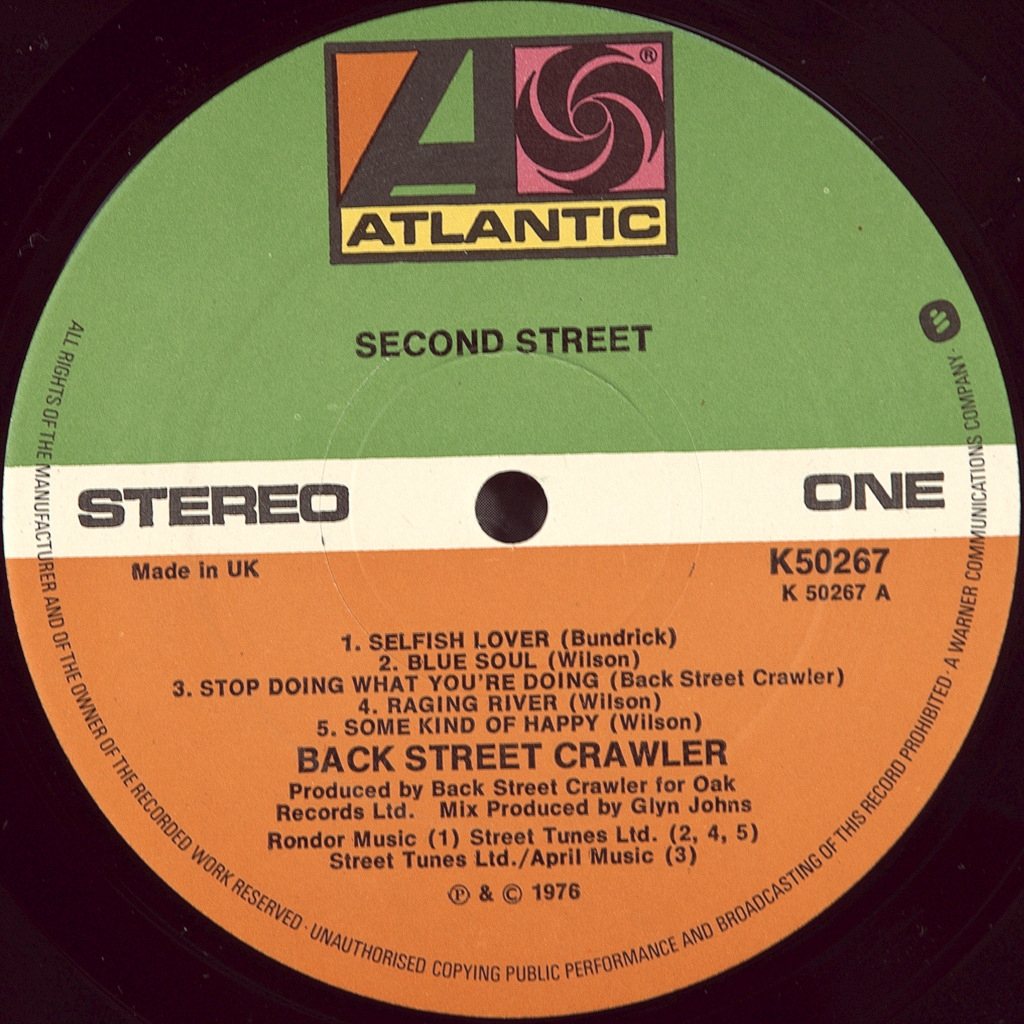 ATLANTIC
®
SECOND STREET
STEREO
ONE
Made in UK
K50267
K 50267 A
1. SELFISH LOVER (Bundrick)
2. BLUE SOUL (Wilson)
3. STOP DOING WHAT YOU'RE DOING (Back Street Crawler)
4. RAGING RIVER (Wilson)
5. SOME KIND OF HAPPY (Wilson)
BACK STREET CRAWLER
Produced by Back Street Crawler for Oak
Records Ltd. Mix Produced by Glyn Johns
Rondor Music (1) Street Tunes Ltd. (2, 4, 5)
Street Tunes Ltd./April Music (3)
℗ & © 1976
ALL RIGHTS OF THE MANUFACTURER AND OF THE OWNER OF THE RECORDED WORK RESERVED · UNAUTHORISED COPYING PUBLIC PERFORMANCE AND BROADCASTING OF THIS RECORD PROHIBITED · A WARNER COMMUNICATIONS COMPANY ·